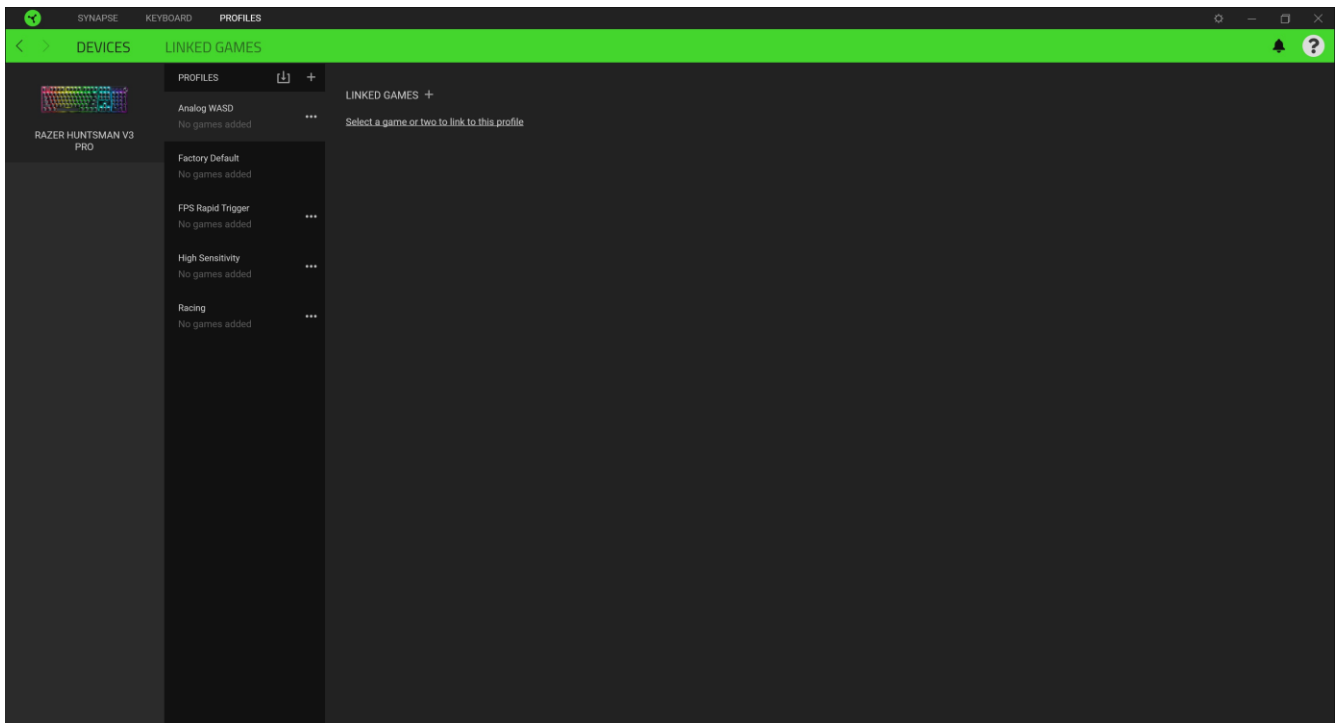 SYNAPSE KEYBOARD PROFILES
DEVICES LINKED GAMES
?
RAZER HUNTSMAN V3
PRO
PROFILES
Analog WASD
No games added
Factory Default
No games added
FPS Rapid Trigger
No games added
High Sensitivity
No games added
Racing
No games added
LINKED GAMES +
Select a game or two to link to this profile